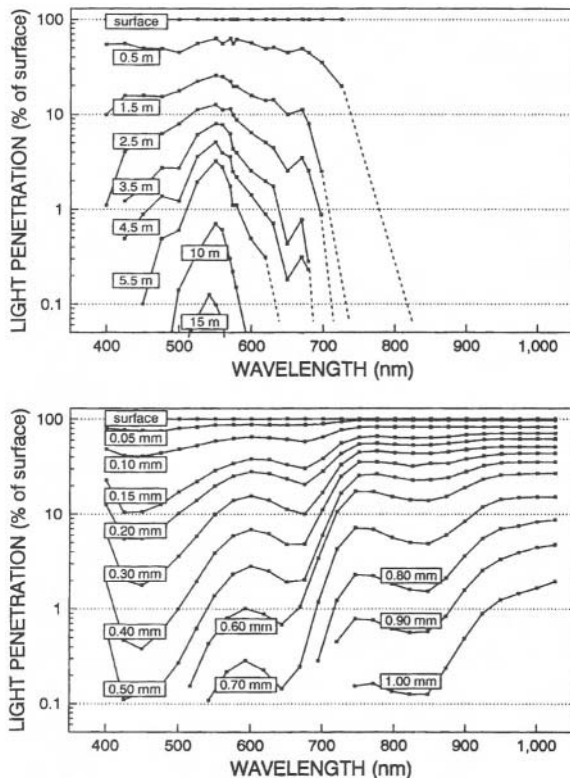 LIGHT PENETRATION (% of surface)
100
10
1
0.1
surface
0.5 m
1.5 m
2.5 m
3.5 m
4.5 m
5.5 m
10 m
15 m
400 500 600 700 800 900 1,000
WAVELENGTH (nm)
LIGHT PENETRATION (% of surface)
100
10
1
0.1
surface
0.05 mm
0.10 mm
0.15 mm
0.20 mm
0.30 mm
0.40 mm
0.50 mm
0.60 mm
0.70 mm
0.80 mm
0.90 mm
1.00 mm
400 500 600 700 800 900 1,000
WAVELENGTH (nm)